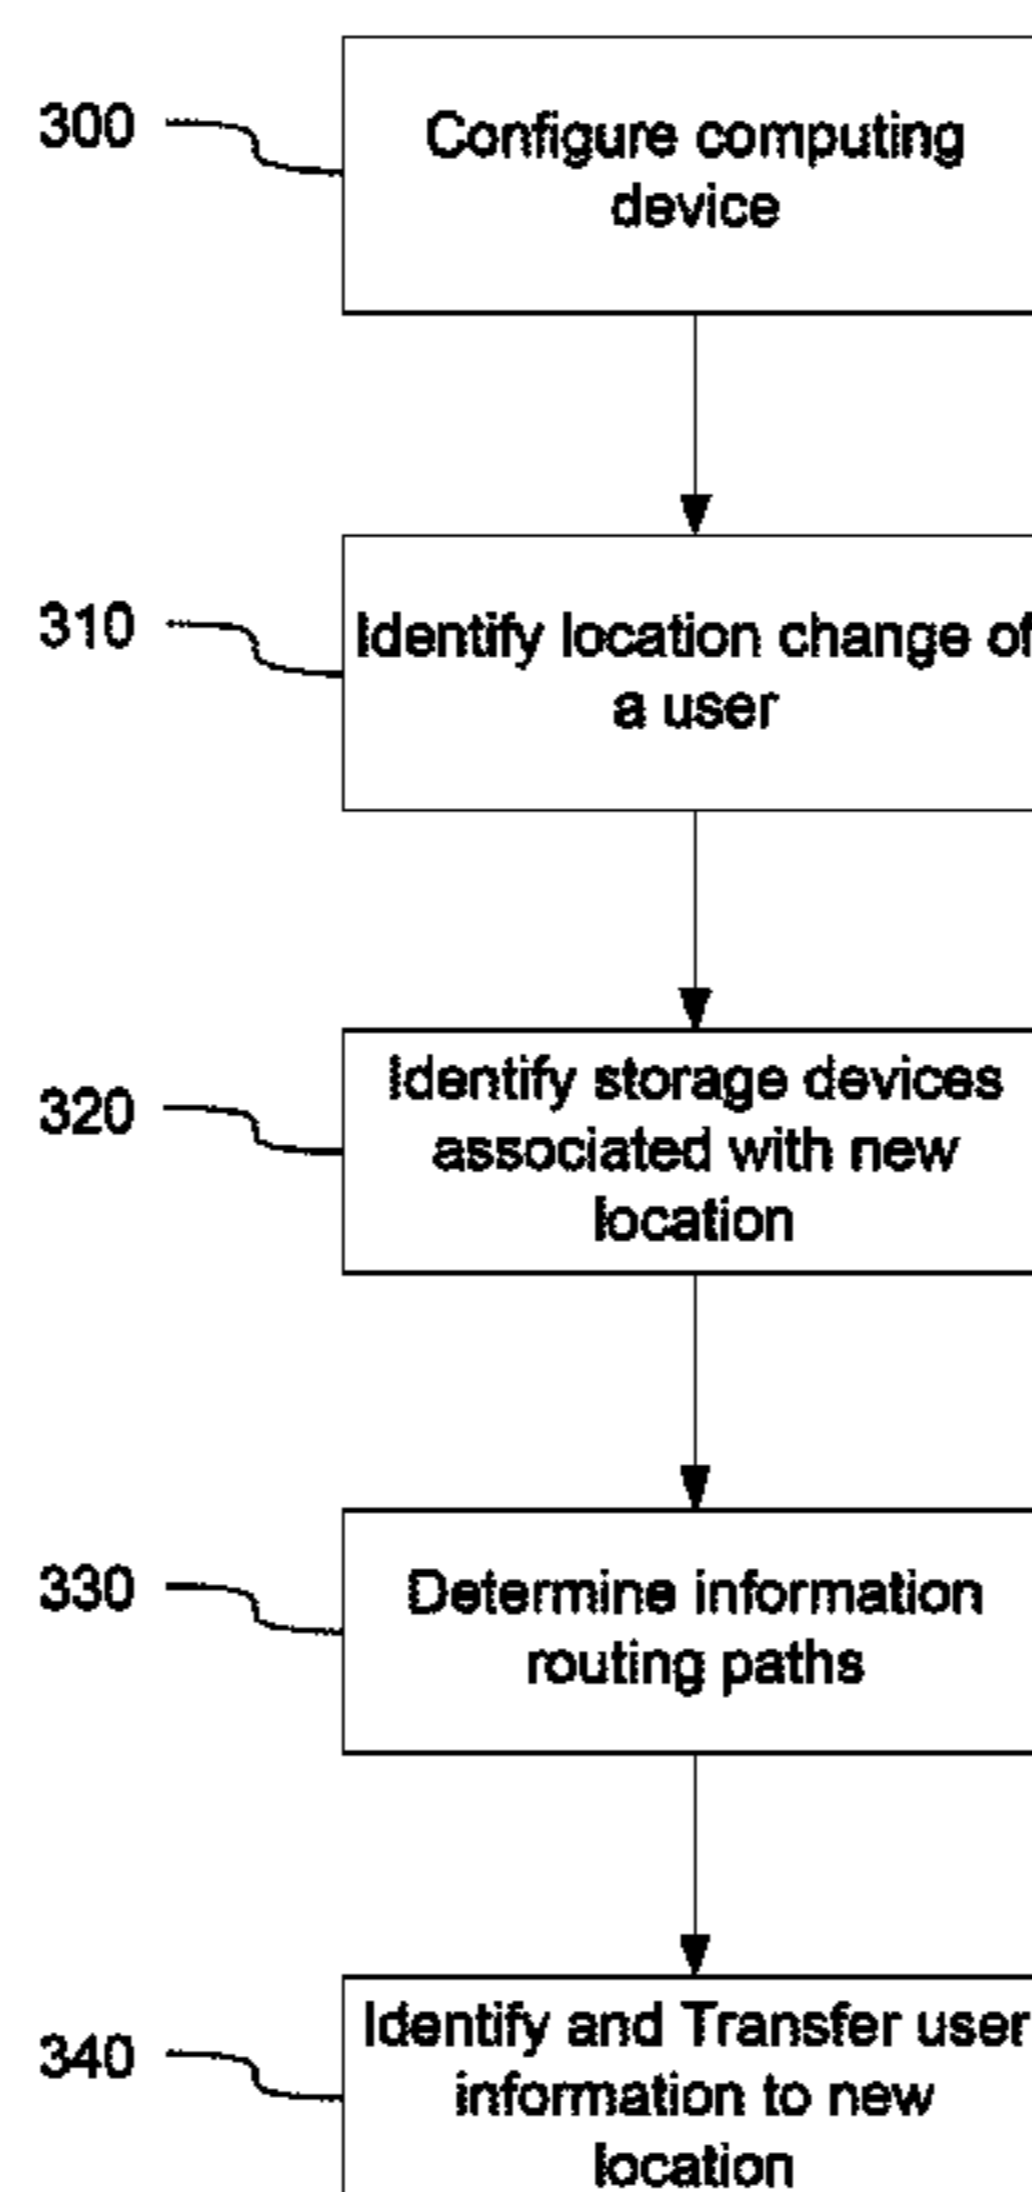 300
Configure computing
device
310
Identify location change of
a user
320
Identify storage devices
associated with new
location
330
Determine information
routing paths
340
Identify and Transfer user
information to new
location